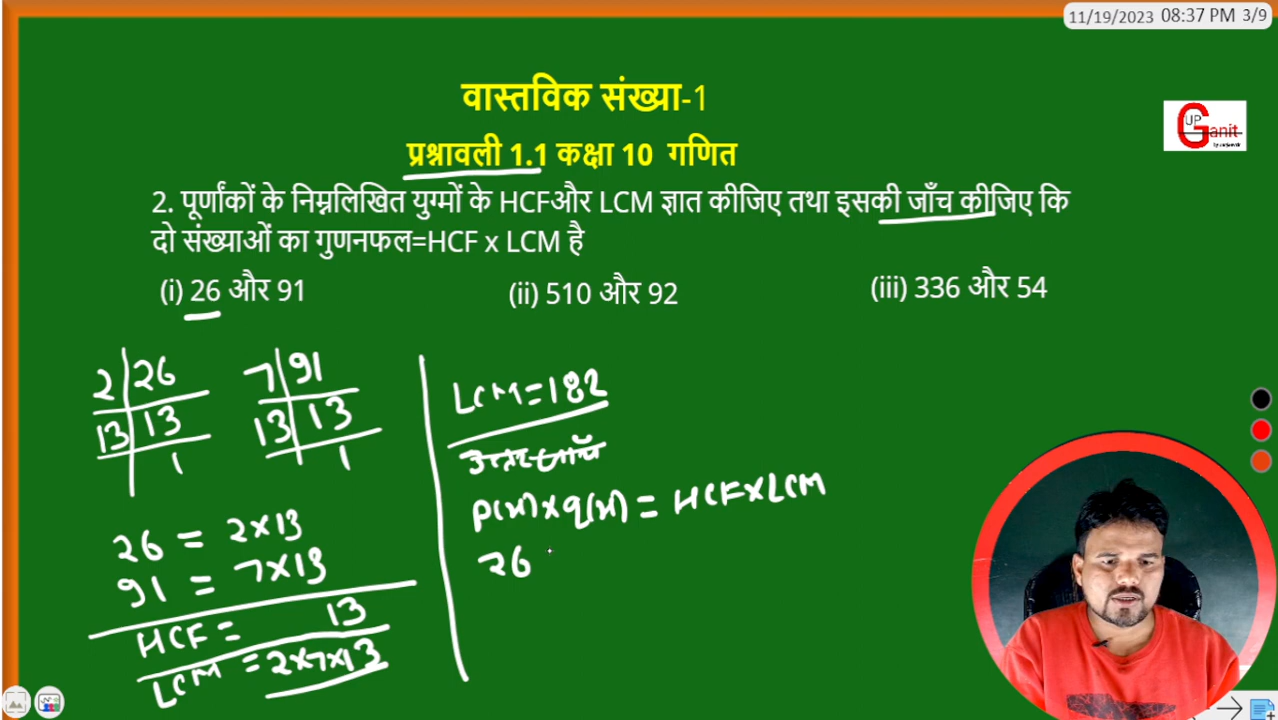 11/19/2023 08:37 PM 3/9
वास्तविक संख्या-1
UP Ganit
प्रश्नावली 1.1 कक्षा 10 गणित
2. पूर्णांकों के निम्नलिखित युग्मों के HCFऔर LCM ज्ञात कीजिए तथा इसकी जाँच कीजिए कि
दो संख्याओं का गुणनफल=HCF x LCM है
(i) 26 और 91 (ii) 510 और 92 (iii) 336 और 54
2 26
13 13
1
7 91
13 13
1
26 = 2×13
91 = 7×13
HCF = 13
LCM = 2×7×13
LCM=182
P(x)×q(x) = HCF×LCM
26